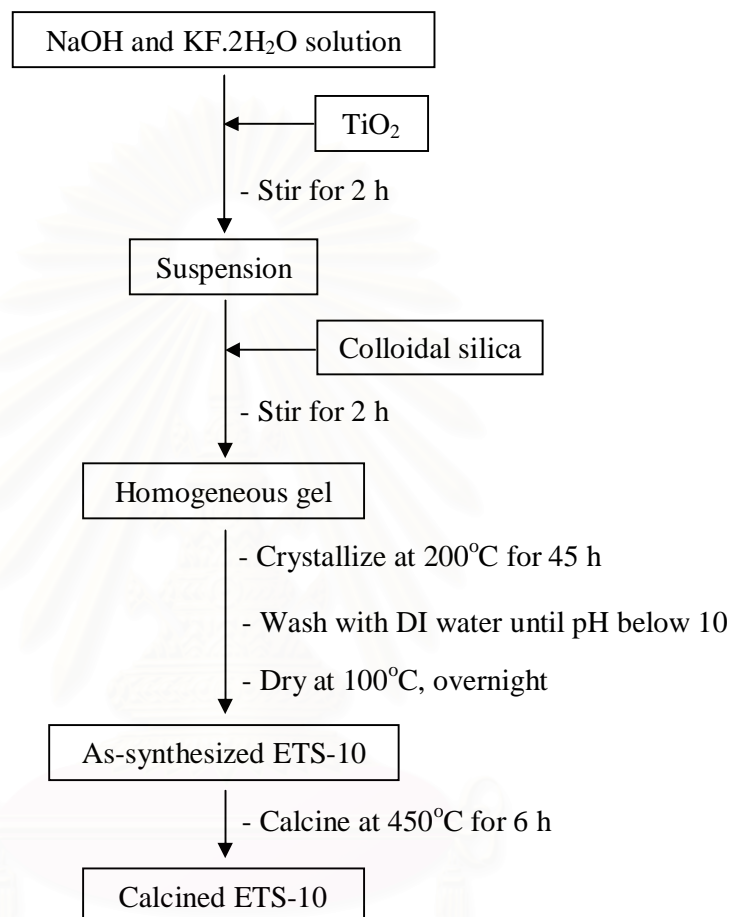 NaOH and KF.2H₂O solution
TiO₂
- Stir for 2 h
Suspension
Colloidal silica
- Stir for 2 h
Homogeneous gel
- Crystallize at 200°C for 45 h
- Wash with DI water until pH below 10
- Dry at 100°C, overnight
As-synthesized ETS-10
- Calcine at 450°C for 6 h
Calcined ETS-10